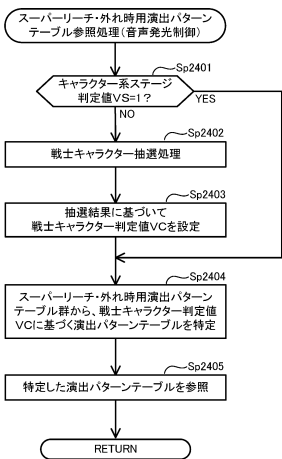 スーパーリーチ・外れ時用演出パターン
テーブル参照処理(音声発光制御)
Sp2401
キャラクター系ステージ
判定値VS=1?
YES
NO
Sp2402
戦士キャラクター抽選処理
Sp2403
抽選結果に基づいて
戦士キャラクター判定値VCを設定
Sp2404
スーパーリーチ・外れ時用演出パターン
テーブル群から、戦士キャラクター判定値
VCに基づく演出パターンテーブルを特定
Sp2405
特定した演出パターンテーブルを参照
RETURN